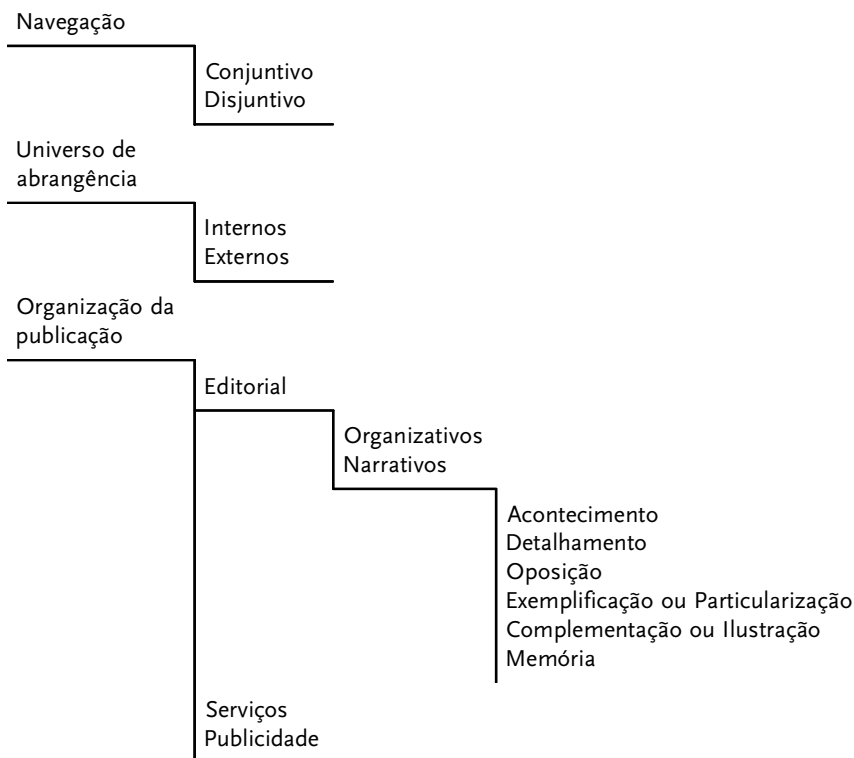 Navegação
Conjuntivo
Disjuntivo
Universo de
abrangência
Internos
Externos
Organização da
publicação
Editorial
Organizativos
Narrativos
Acontecimento
Detalhamento
Oposição
Exemplificação ou Particularização
Complementação ou Ilustração
Memória
Serviços
Publicidade